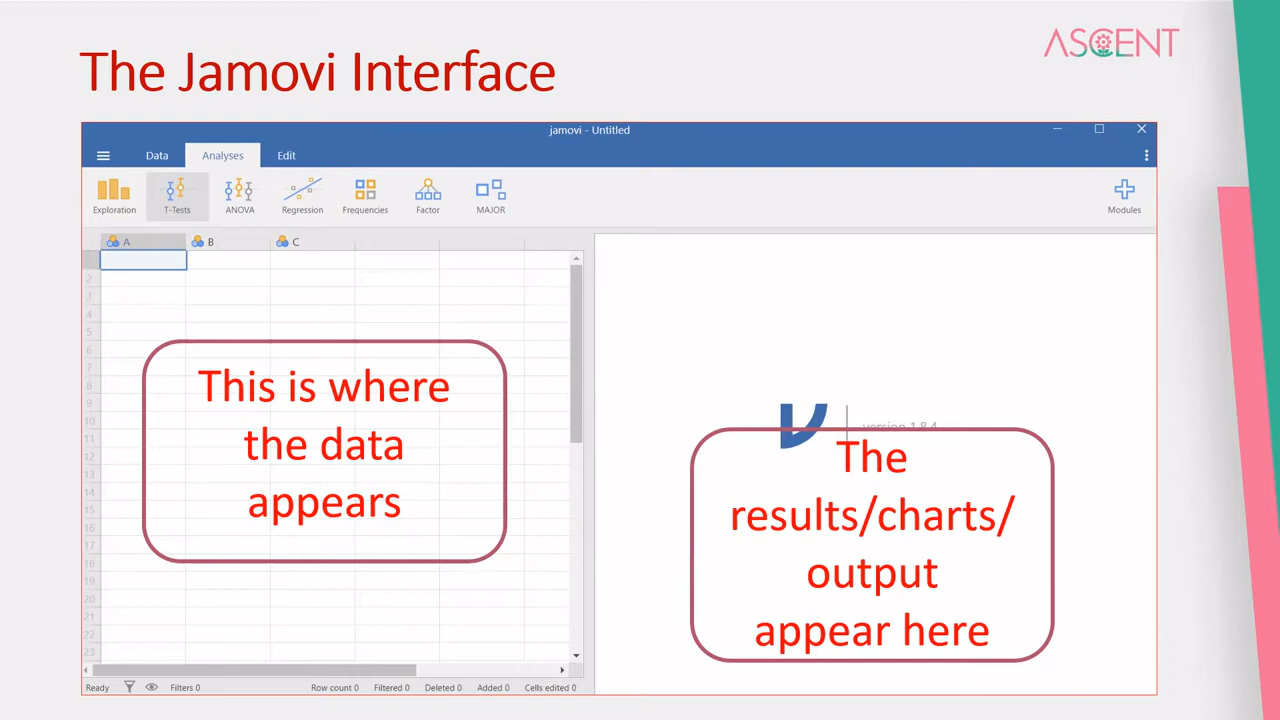 ASCENT
The Jamovi Interface
jamovi - Untitled
Data Analyses Edit
Exploration T-Tests ANOVA Regression Frequencies Factor MAJOR Modules
A B C
2
3
4
5
6
7
8
9
10
11
12
13
14
15
16
17
18
19
20
21
22
23
This is where
the data
appears
version 1.8.4
The
results/charts/
output
appear here
Ready Filters 0 Row count 0 Filtered 0 Deleted 0 Added 0 Cells edited 0